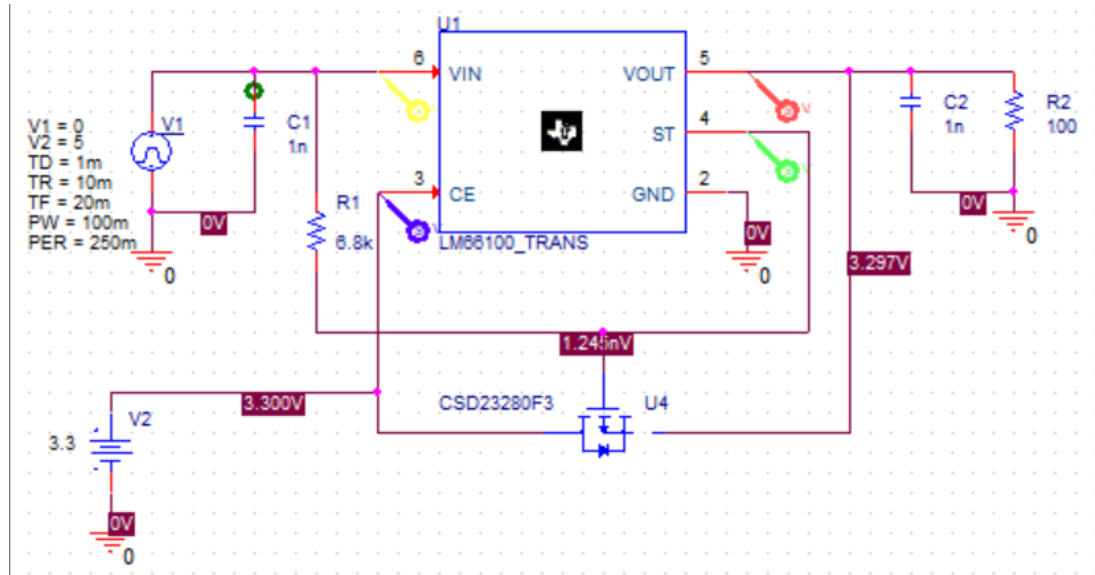 U1
6
VIN
VOUT
5
ST
4
3
CE
GND
2
LM66100_TRANS
V1
V1 = 0
V2 = 5
TD = 1m
TR = 10m
TF = 20m
PW = 100m
PER = 250m
C1
1n
R1
6.8k
C2
1n
R2
100
0V
0V
0V
0
0
0
3.297V
3.300V
CSD23280F3
U4
V2
3.3
0V
0